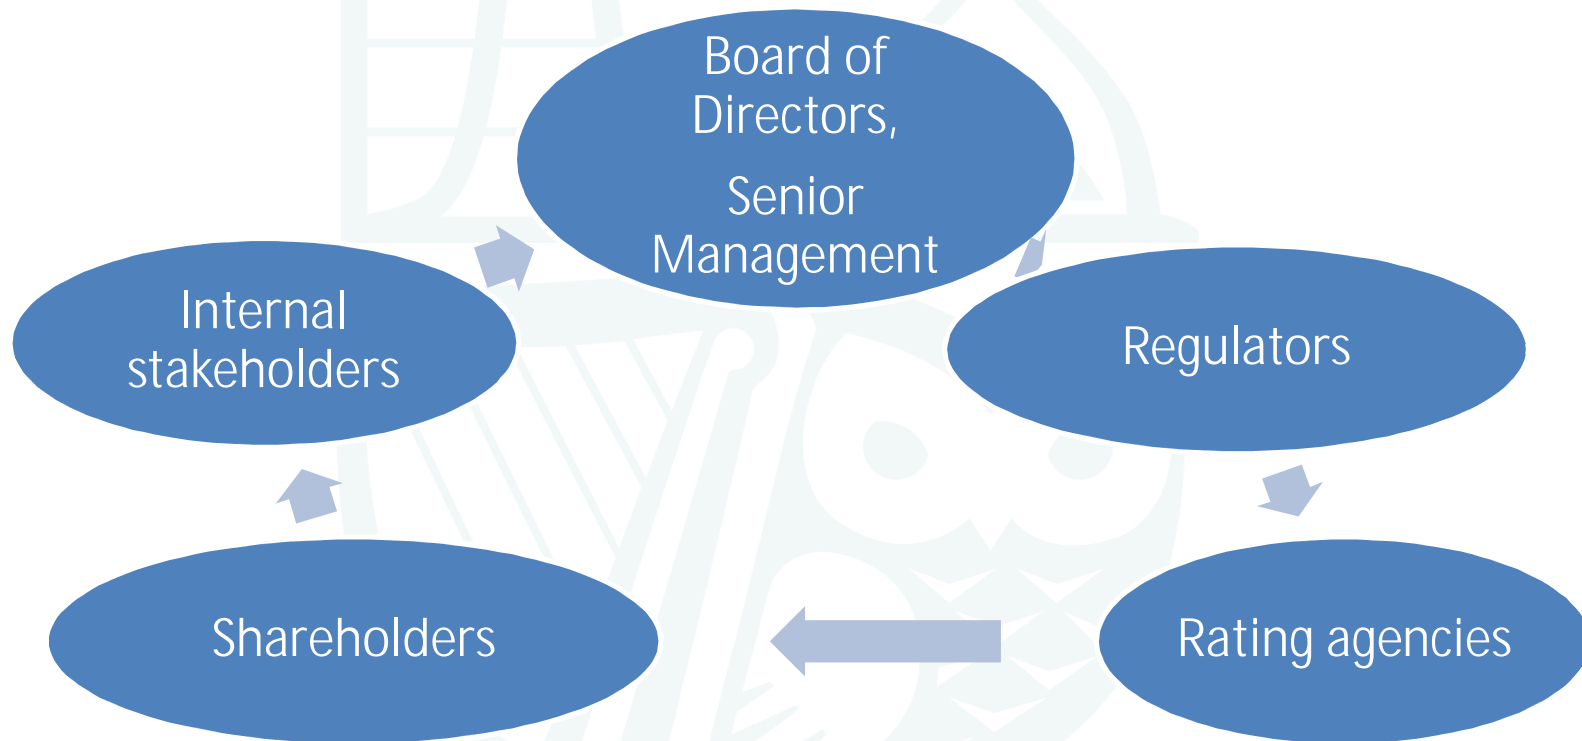 Board of
Directors,
Senior
Management
Internal
stakeholders
Regulators
Shareholders
Rating agencies